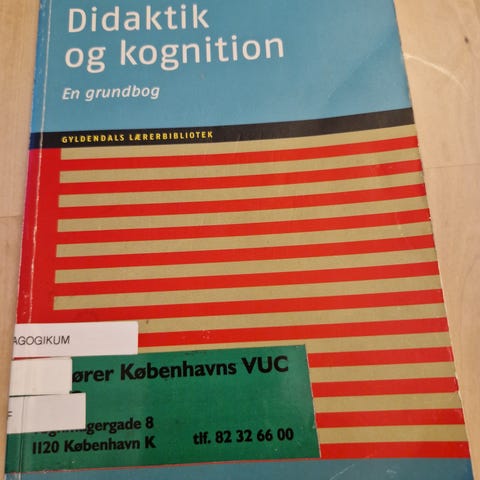 Didaktik
og kognition
En grundbog
GYLDENDALS LÆRERBIBLIOTEK
AGOGIKUM
ører Københavns VUC
gade 8
1120 København K tlf. 82 32 66 00